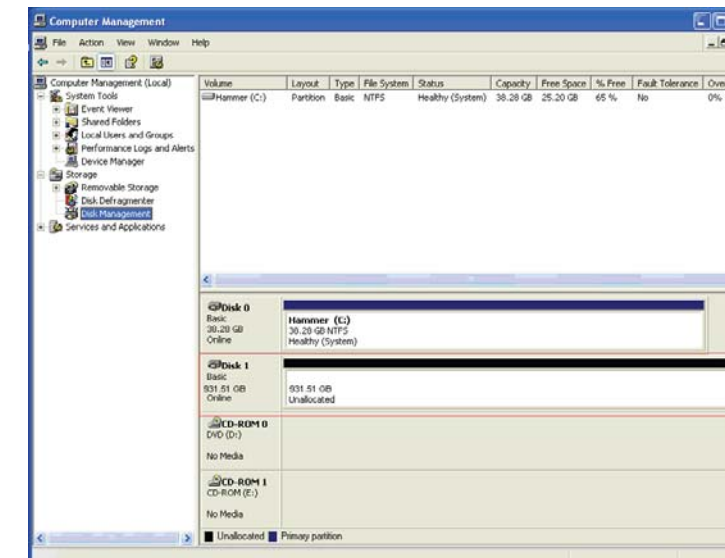 Computer Management
File Action View Window Help
Computer Management (Local)
System Tools
Event Viewer
Shared Folders
Local Users and Groups
Performance Logs and Alerts
Device Manager
Storage
Removable Storage
Disk Defragmenter
Disk Management
Services and Applications
Volume Layout Type File System Status Capacity Free Space % Free Fault Tolerance Over
Hammer (C:) Partition Basic NTFS Healthy (System) 38.28 GB 25.20 GB 65 % No 0%
Disk 0
Basic
38.28 GB
Online
Hammer (C:)
38.28 GB NTFS
Healthy (System)
Disk 1
Basic
931.51 GB
Online
931.51 GB
Unallocated
CD-ROM 0
DVD (D:)
No Media
CD-ROM 1
CD-ROM (E:)
No Media
Unallocated Primary partition